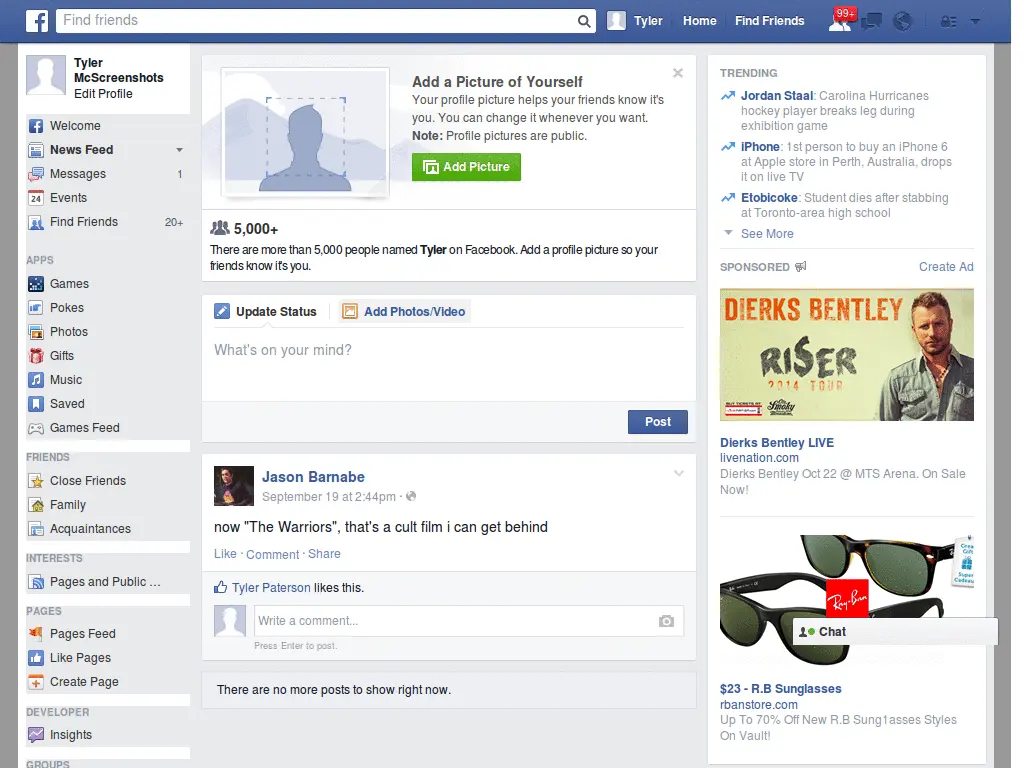 Find friends
Tyler
Home
Find Friends
99+
Tyler
McScreenshots
Edit Profile
Welcome
News Feed
Messages 1
24 Events
Find Friends 20+
APPS
Games
Pokes
Photos
Gifts
Music
Saved
Games Feed
FRIENDS
Close Friends
Family
Acquaintances
INTERESTS
Pages and Public ...
PAGES
Pages Feed
Like Pages
Create Page
DEVELOPER
Insights
GROUPS
Add a Picture of Yourself
Your profile picture helps your friends know it's
you. You can change it whenever you want.
Note: Profile pictures are public.
Add Picture
5,000+
There are more than 5,000 people named Tyler on Facebook. Add a profile picture so your
friends know it's you.
Update Status
Add Photos/Video
What's on your mind?
Post
Jason Barnabe
September 19 at 2:44pm ·
now "The Warriors", that's a cult film i can get behind
Like · Comment · Share
Tyler Paterson likes this.
Write a comment...
Press Enter to post.
There are no more posts to show right now.
TRENDING
Jordan Staal: Carolina Hurricanes
hockey player breaks leg during
exhibition game
iPhone: 1st person to buy an iPhone 6
at Apple store in Perth, Australia, drops
it on live TV
Etobicoke: Student dies after stabbing
at Toronto-area high school
See More
SPONSORED
Create Ad
DIERKS BENTLEY
RISER
2014 TOUR
BUY TICKETS AT
Smoky
Dierks Bentley LIVE
livenation.com
Dierks Bentley Oct 22 @ MTS Arena. On Sale
Now!
Ray-Ban
Chat
$23 - R.B Sunglasses
rbanstore.com
Up To 70% Off New R.B Sung1asses Styles
On Vault!